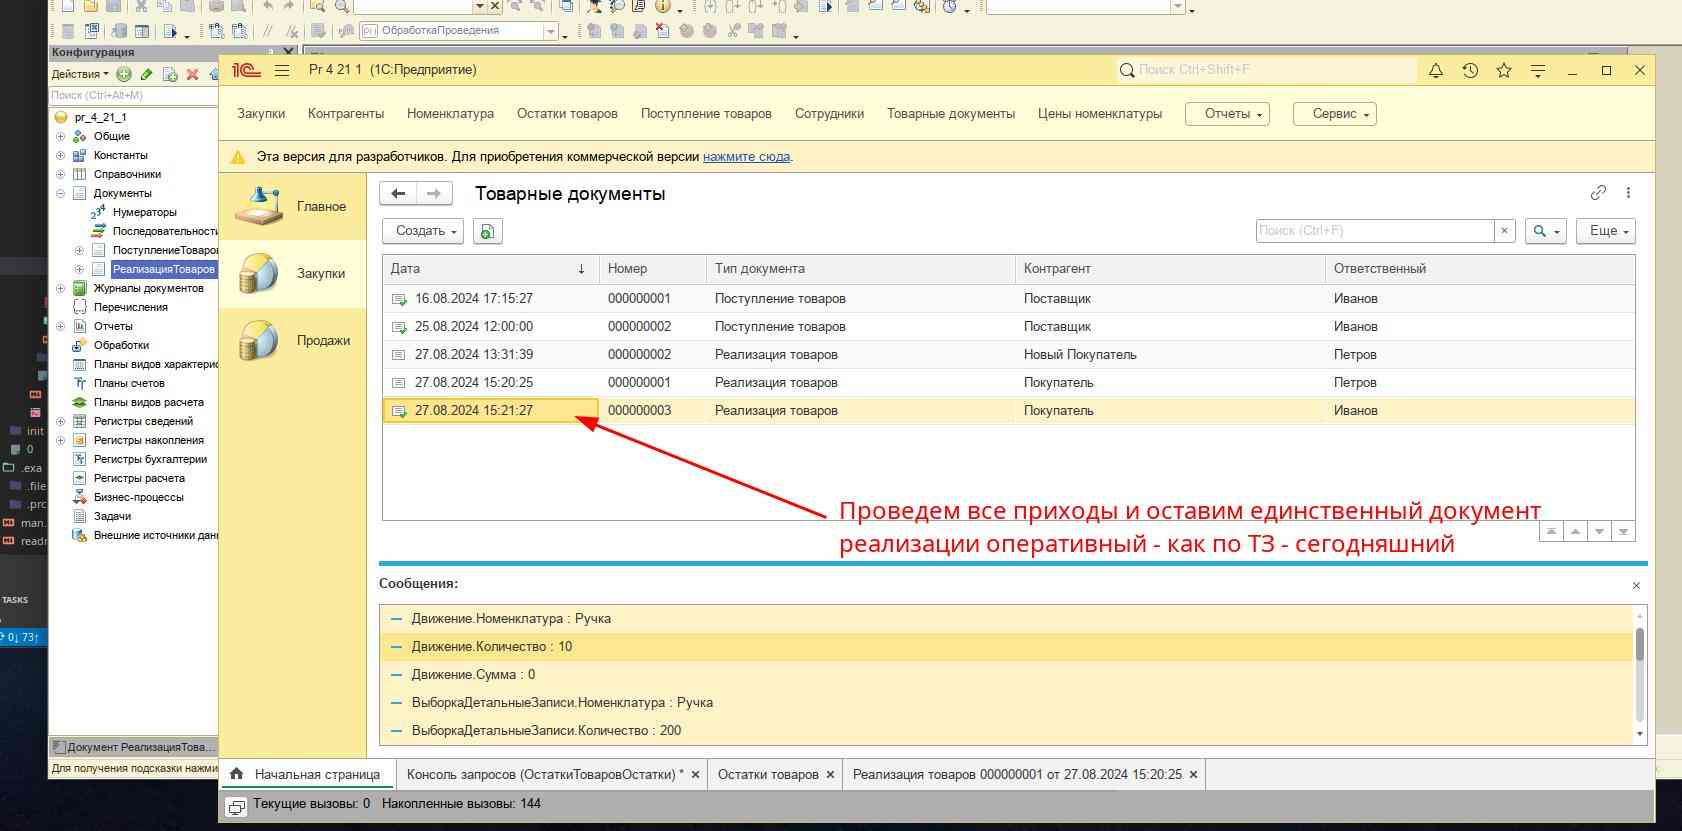 ОбработкаПроведения
Конфигурация
Действия
Поиск (Ctrl+Alt+M)
pr_4_21_1
Общие
Константы
Справочники
Документы
Нумераторы
Последовательности
ПоступлениеТоваров
РеализацияТоваров
Журналы документов
Перечисления
Отчеты
Обработки
Планы видов характерис
Планы счетов
Планы видов расчета
Регистры сведений
Регистры накопления
Регистры бухгалтерии
Регистры расчета
Бизнес-процессы
Задачи
Внешние источники дан
Документ РеализацияТова...
Для получения подсказки нажми
init
0
.exa
.file
.prc
man.
readr
TASKS
0↓ 73↑
1С Pr 4 21 1 (1С:Предприятие)
Поиск Ctrl+Shift+F
Закупки Контрагенты Номенклатура Остатки товаров Поступление товаров Сотрудники Товарные документы Цены номенклатуры Отчеты Сервис
Эта версия для разработчиков. Для приобретения коммерческой версии нажмите сюда.
Главное
Закупки
Продажи
Товарные документы
Создать
Поиск (Ctrl+F) × Еще
Дата ↓ Номер Тип документа Контрагент Ответственный
16.08.2024 17:15:27 000000001 Поступление товаров Поставщик Иванов
25.08.2024 12:00:00 000000002 Поступление товаров Поставщик Иванов
27.08.2024 13:31:39 000000002 Реализация товаров Новый Покупатель Петров
27.08.2024 15:20:25 000000001 Реализация товаров Покупатель Петров
27.08.2024 15:21:27 000000003 Реализация товаров Покупатель Иванов
Проведем все приходы и оставим единственный документ
реализации оперативный - как по ТЗ - сегодняшний
Сообщения:
Движение.Номенклатура : Ручка
Движение.Количество : 10
Движение.Сумма : 0
ВыборкаДетальныеЗаписи.Номенклатура : Ручка
ВыборкаДетальныеЗаписи.Количество : 200
Начальная страница Консоль запросов (ОстаткиТоваровОстатки) * × Остатки товаров × Реализация товаров 000000001 от 27.08.2024 15:20:25 ×
Текущие вызовы: 0 Накопленные вызовы: 144